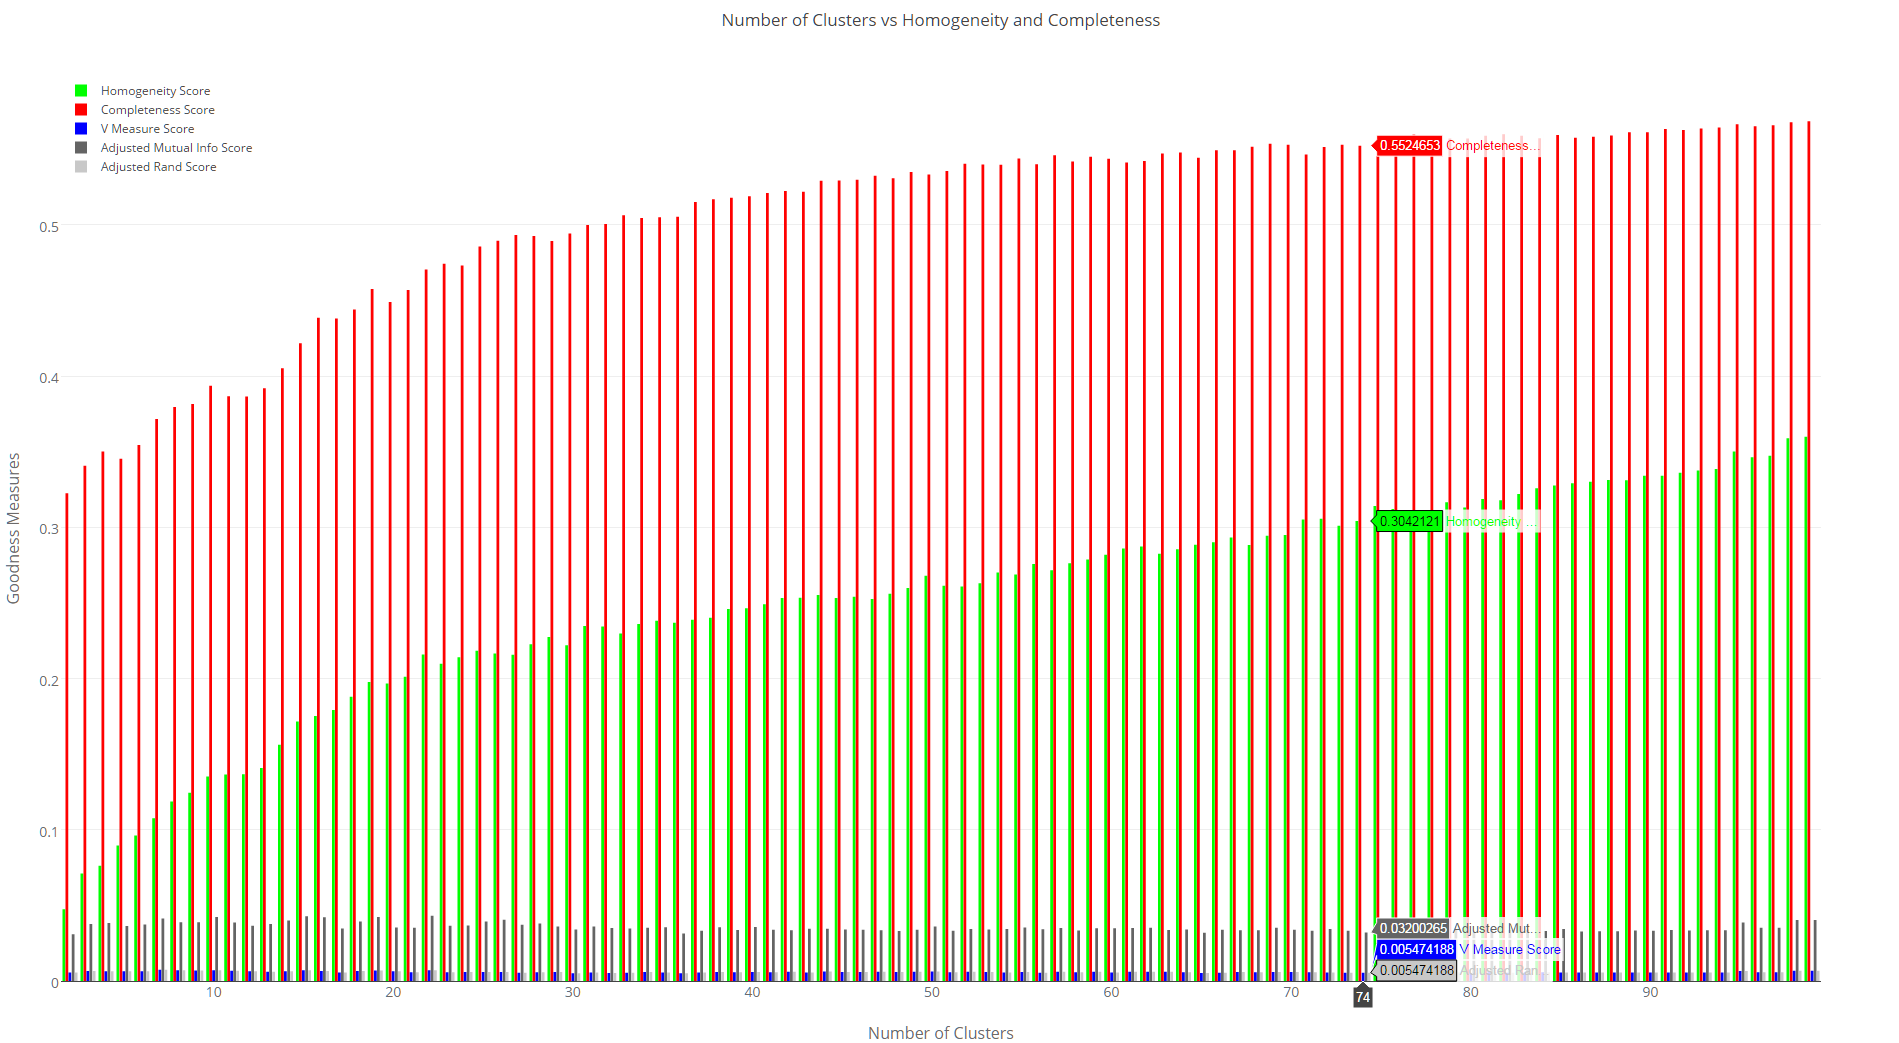 Number of Clusters vs Homogeneity and Completeness
Homogeneity Score
Completeness Score
V Measure Score
Adjusted Mutual Info Score
Adjusted Rand Score
Goodness Measures
0.5
0.4
0.3
0.2
0.1
0
0.5524653 Completeness...
0.3042121 Homogeneity ...
0.03200265 Adjusted Mut...
0.005474188 V Measure Score
0.005474188 Adjusted Ran...
10 20 30 40 50 60 70 80 90
74
Number of Clusters